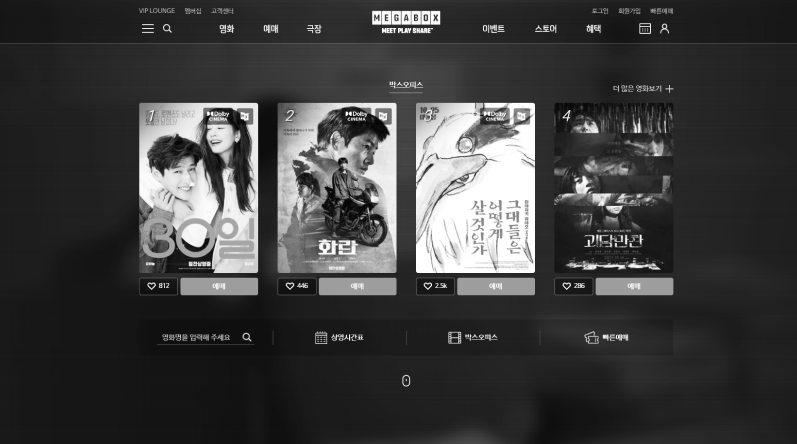 VIP LOUNGE 멤버십 고객센터
로그인 회원가입 빠른예매
영화 예매 극장
MEGABOX
MEET PLAY SHARE
이벤트 스토어 혜택
박스오피스
더 많은 영화보기
1
Dolby
CINEMA
30일
2
Dolby
CINEMA
화란
3
Dolby
CINEMA
그대들은
어떻게
살 것인가
4
괴담만찬
812 예매
446 예매
2.5k 예매
286 예매
영화명을 입력해 주세요
상영시간표
박스오피스
빠른예매